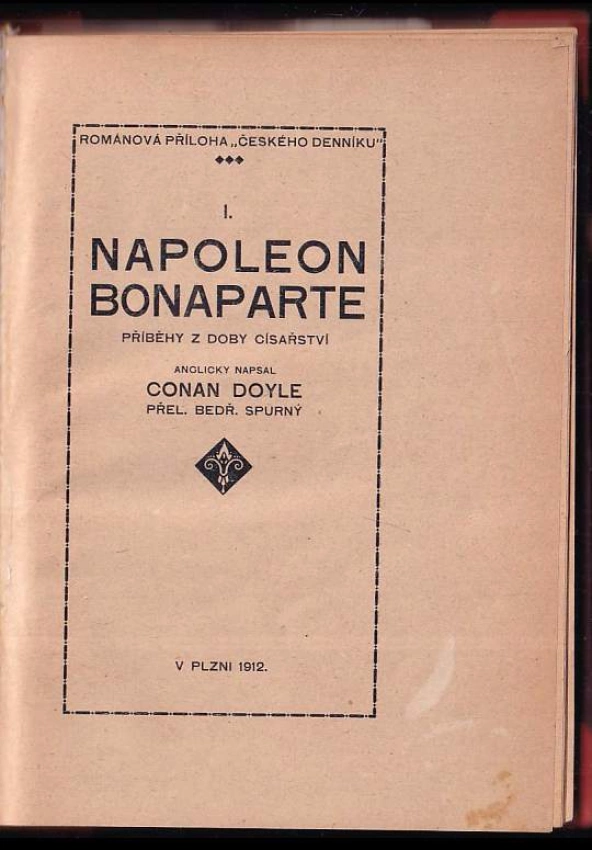 ROMÁNOVÁ PŘÍLOHA „ČESKÉHO DENNÍKU"
I.
NAPOLEON
BONAPARTE
PŘÍBĚHY Z DOBY CÍSAŘSTVÍ
ANGLICKY NAPSAL
CONAN DOYLE
PŘEL. BEDŘ. SPURNÝ
V PLZNI 1912.